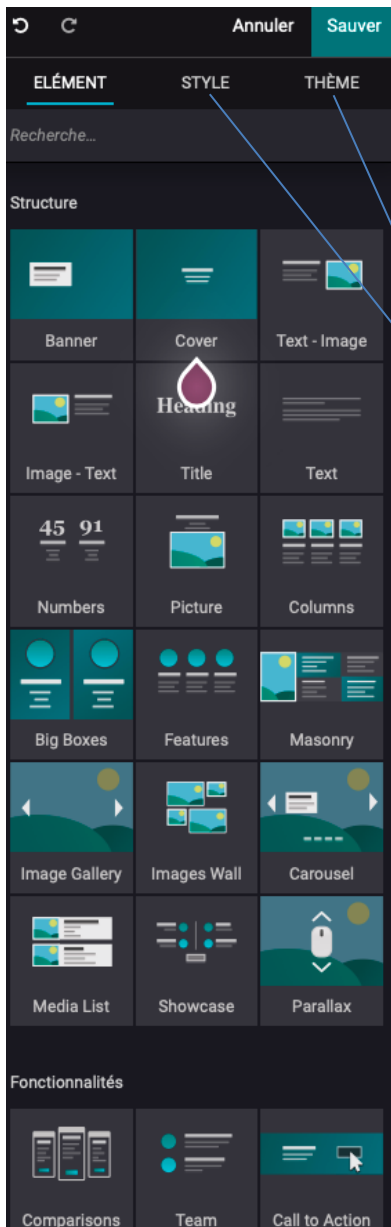 Annuler Sauver
ELÉMENT STYLE THÈME
Recherche...
Structure
Banner Cover Text - Image
Heading
Image - Text Title Text
45 91
Numbers Picture Columns
Big Boxes Features Masonry
Image Gallery Images Wall Carousel
Media List Showcase Parallax
Fonctionnalités
Comparisons Team Call to Action